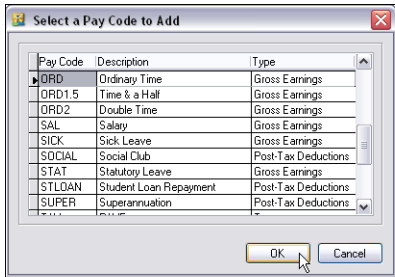 Select a Pay Code to Add
Pay Code Description Type
ORD Ordinary Time Gross Earnings
ORD1.5 Time & a Half Gross Earnings
ORD2 Double Time Gross Earnings
SAL Salary Gross Earnings
SICK Sick Leave Gross Earnings
SOCIAL Social Club Post-Tax Deductions
STAT Statutory Leave Gross Earnings
STLOAN Student Loan Repayment Post-Tax Deductions
SUPER Superannuation Post-Tax Deductions
OK Cancel